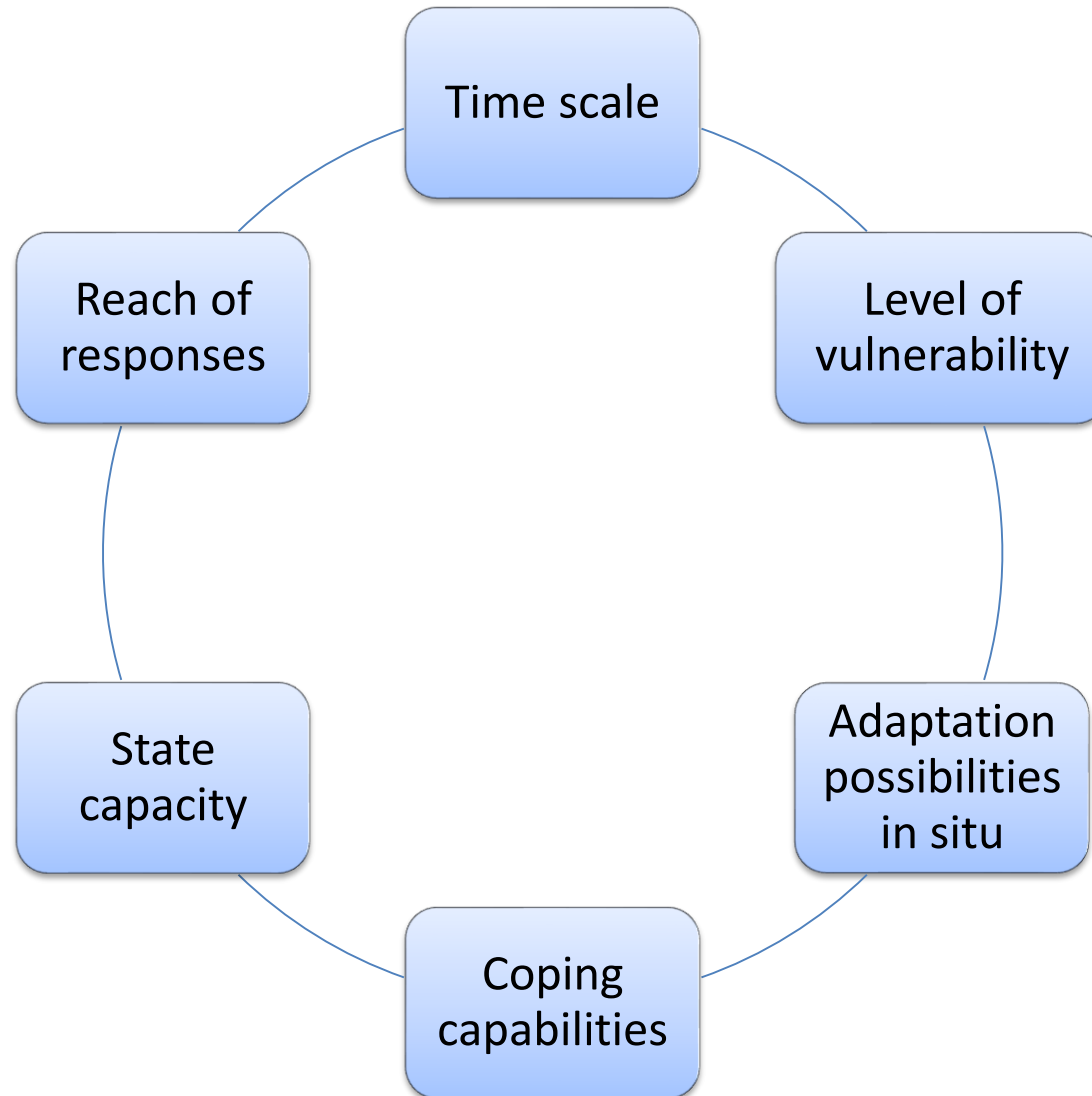 Time scale
Level of
vulnerability
Adaptation
possibilities
in situ
Coping
capabilities
State
capacity
Reach of
responses